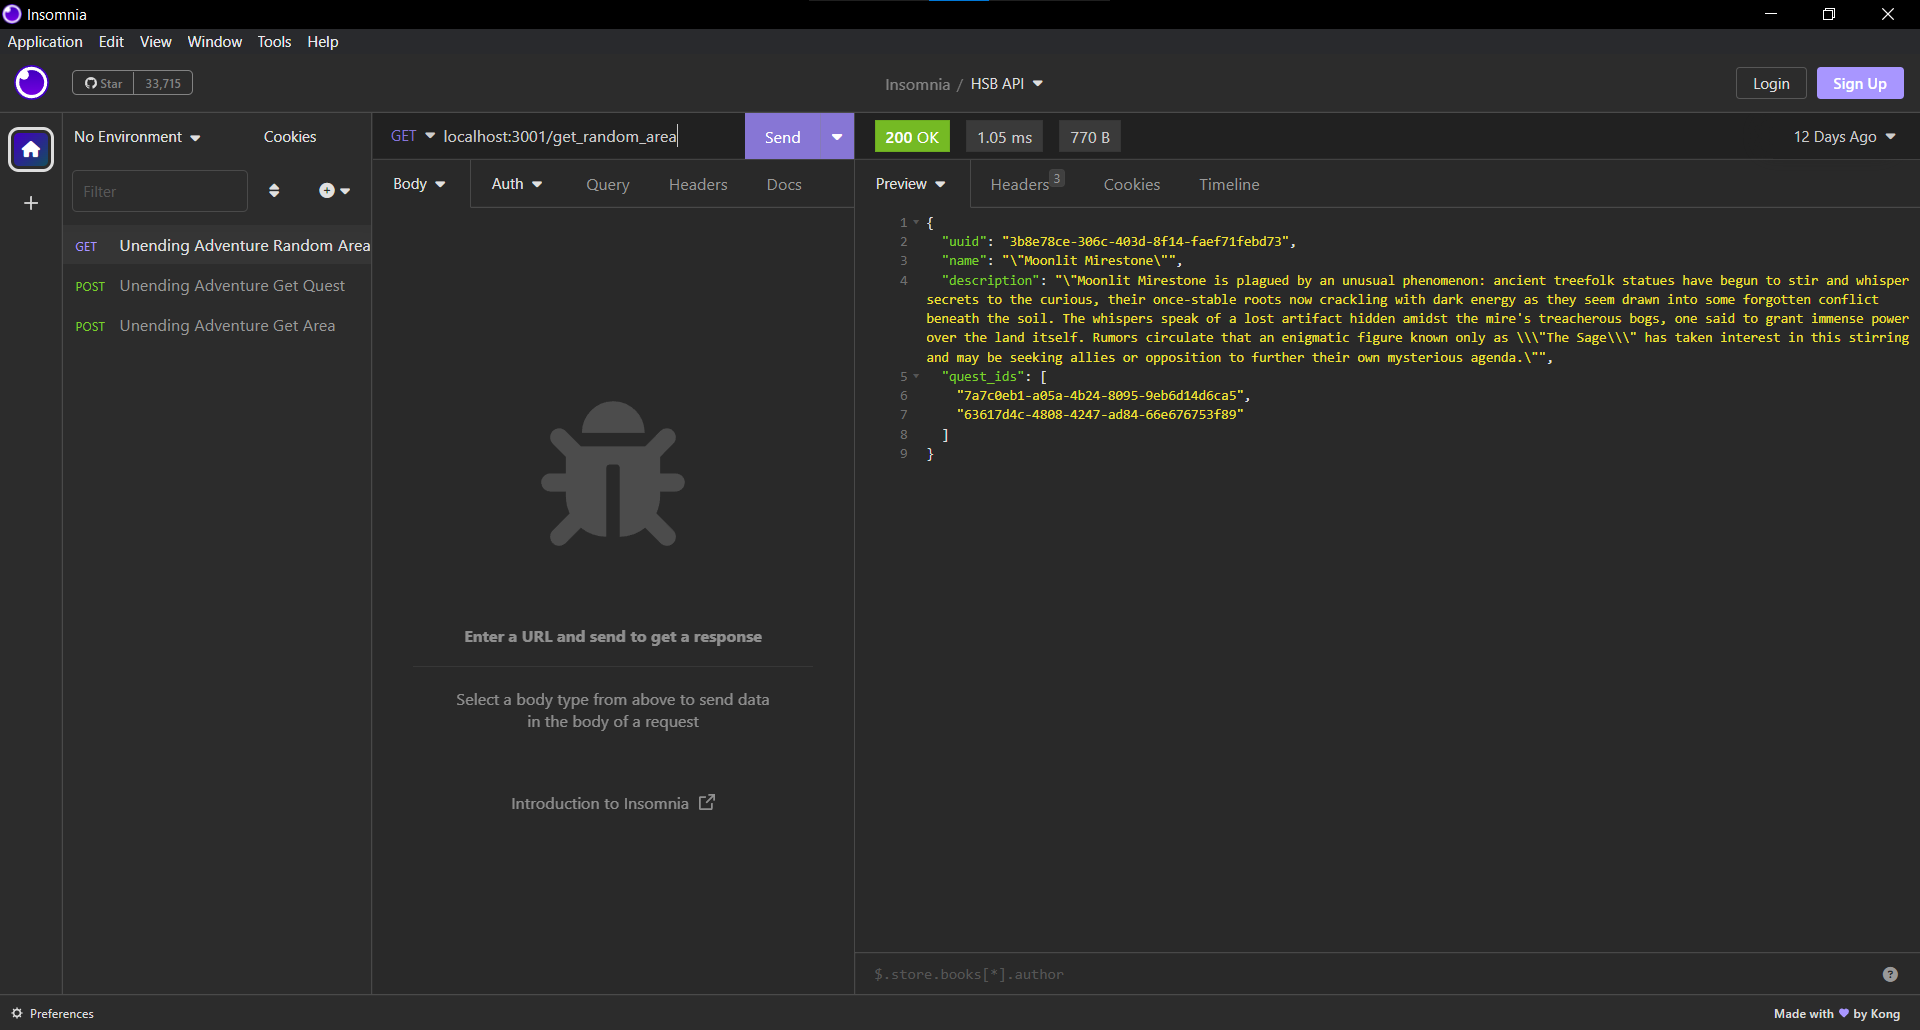 Insomnia
Application Edit View Window Tools Help
Star 33,715
Insomnia / HSB API
Login Sign Up
No Environment Cookies
GET localhost:3001/get_random_area Send
200 OK 1.05 ms 770 B
12 Days Ago
Filter
Body Auth Query Headers Docs
Preview Headers 3 Cookies Timeline
GET Unending Adventure Random Area
POST Unending Adventure Get Quest
POST Unending Adventure Get Area
Enter a URL and send to get a response
Select a body type from above to send data
in the body of a request
Introduction to Insomnia
1 {
2 "uuid": "3b8e78ce-306c-403d-8f14-faef71febd73",
3 "name": "\"Moonlit Mirestone\"",
4 "description": "\"Moonlit Mirestone is plagued by an unusual phenomenon: ancient treefolk statues have begun to stir and whisper
secrets to the curious, their once-stable roots now crackling with dark energy as they seem drawn into some forgotten conflict
beneath the soil. The whispers speak of a lost artifact hidden amidst the mire's treacherous bogs, one said to grant immense power
over the land itself. Rumors circulate that an enigmatic figure known only as \\\"The Sage\\\" has taken interest in this stirring
and may be seeking allies or opposition to further their own mysterious agenda.\"",
5 "quest_ids": [
6 "7a7c0eb1-a05a-4b24-8095-9eb6d14d6ca5",
7 "63617d4c-4808-4247-ad84-66e676753f89"
8 ]
9 }
$.store.books[*].author
?
Preferences
Made with by Kong